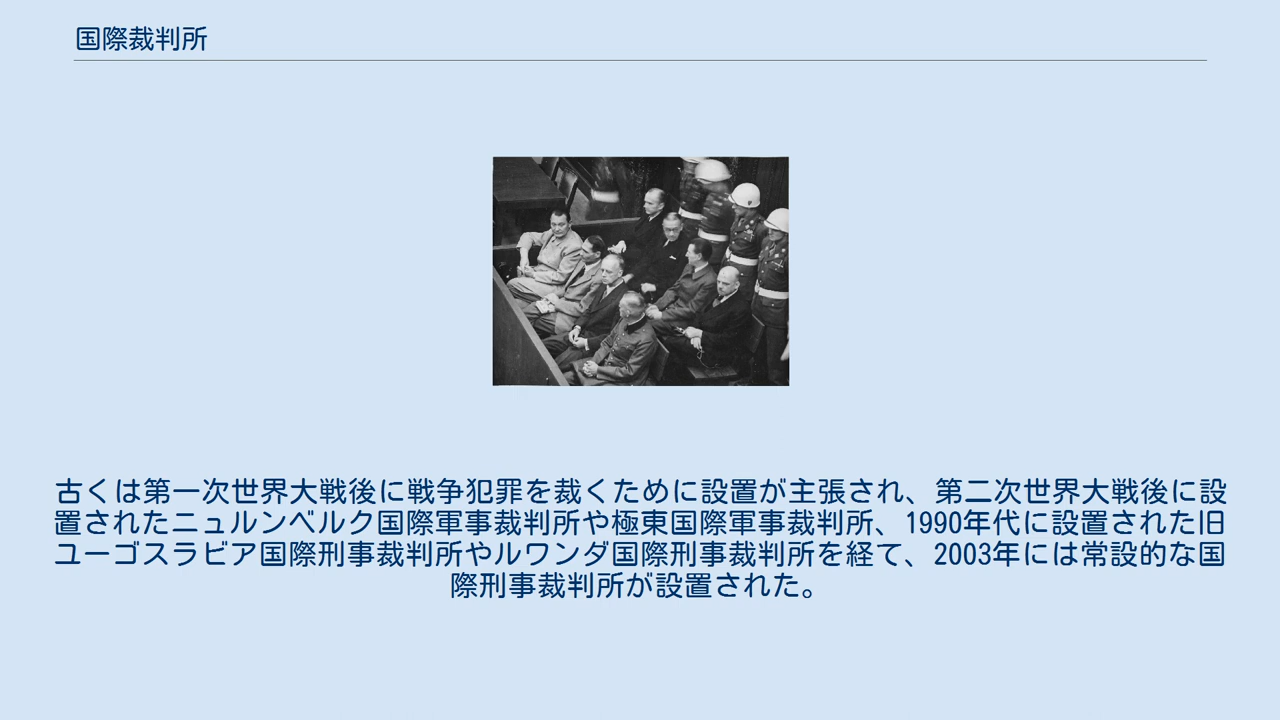 国際裁判所
古くは第一次世界大戦後に戦争犯罪を裁くために設置が主張され、第二次世界大戦後に設
置されたニュルンベルク国際軍事裁判所や極東国際軍事裁判所、1990年代に設置された旧
ユーゴスラビア国際刑事裁判所やルワンダ国際刑事裁判所を経て、2003年には常設的な国
際刑事裁判所が設置された。